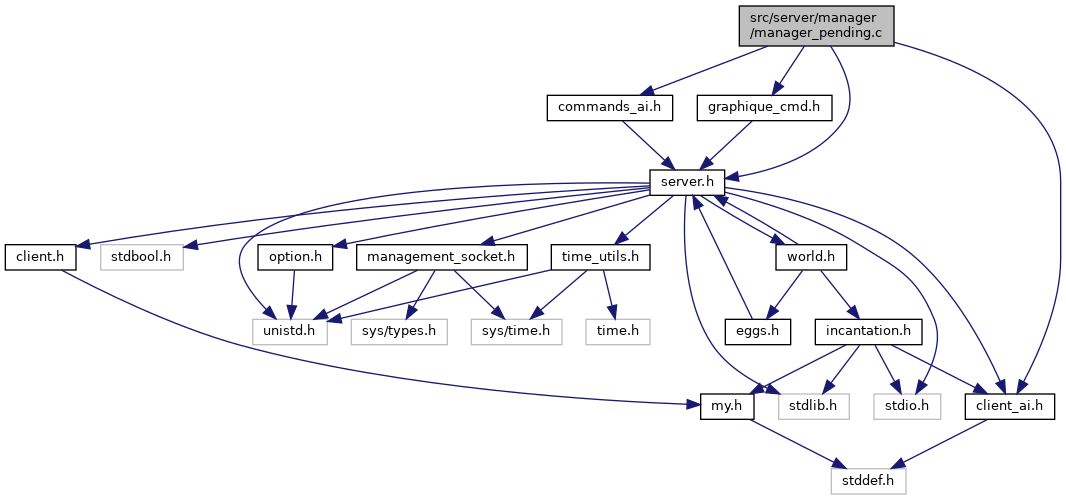 src/server/manager
/manager_pending.c
commands_ai.h
graphique_cmd.h
server.h
client.h
stdbool.h
option.h
management_socket.h
time_utils.h
world.h
unistd.h
sys/types.h
sys/time.h
time.h
eggs.h
incantation.h
my.h
stdlib.h
stdio.h
client_ai.h
stddef.h